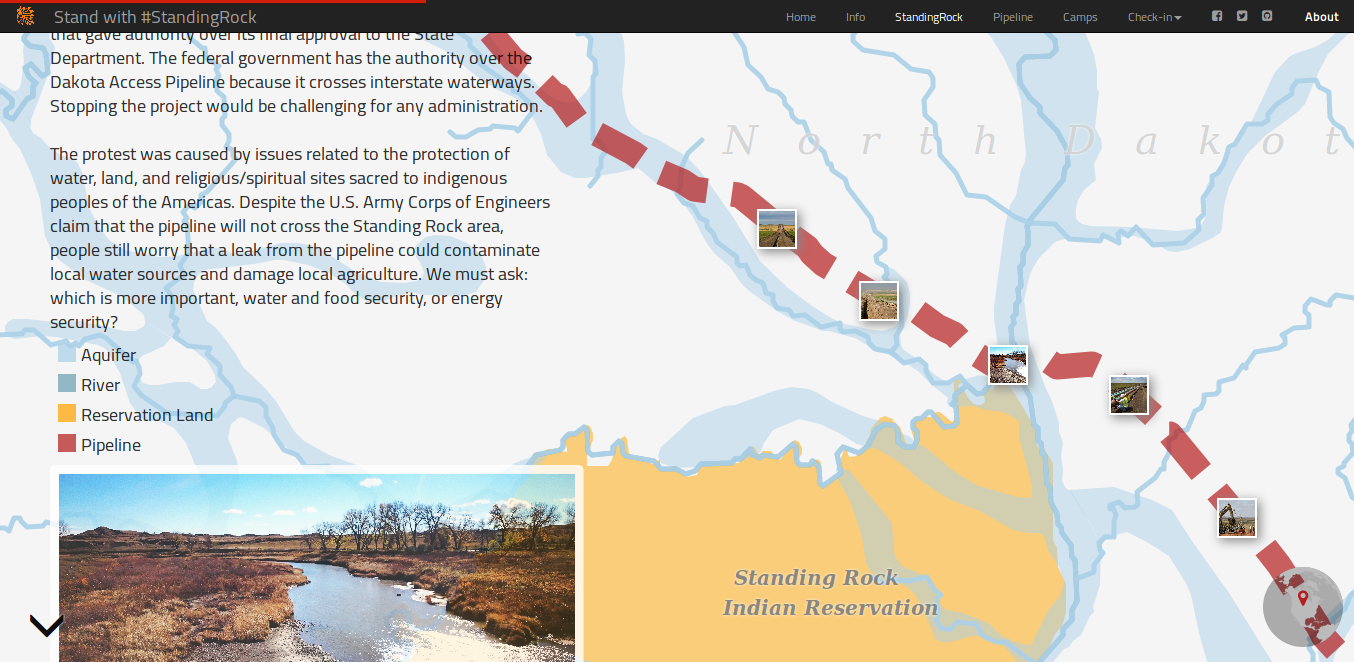 Stand with #StandingRock
Home Info StandingRock Pipeline Camps Check-in About
that gave authority over its final approval to the State
Department. The federal government has the authority over the
Dakota Access Pipeline because it crosses interstate waterways.
Stopping the project would be challenging for any administration.
The protest was caused by issues related to the protection of
water, land, and religious/spiritual sites sacred to indigenous
peoples of the Americas. Despite the U.S. Army Corps of Engineers
claim that the pipeline will not cross the Standing Rock area,
people still worry that a leak from the pipeline could contaminate
local water sources and damage local agriculture. We must ask:
which is more important, water and food security, or energy
security?
Aquifer
River
Reservation Land
Pipeline
North Dakot
Standing Rock
Indian Reservation